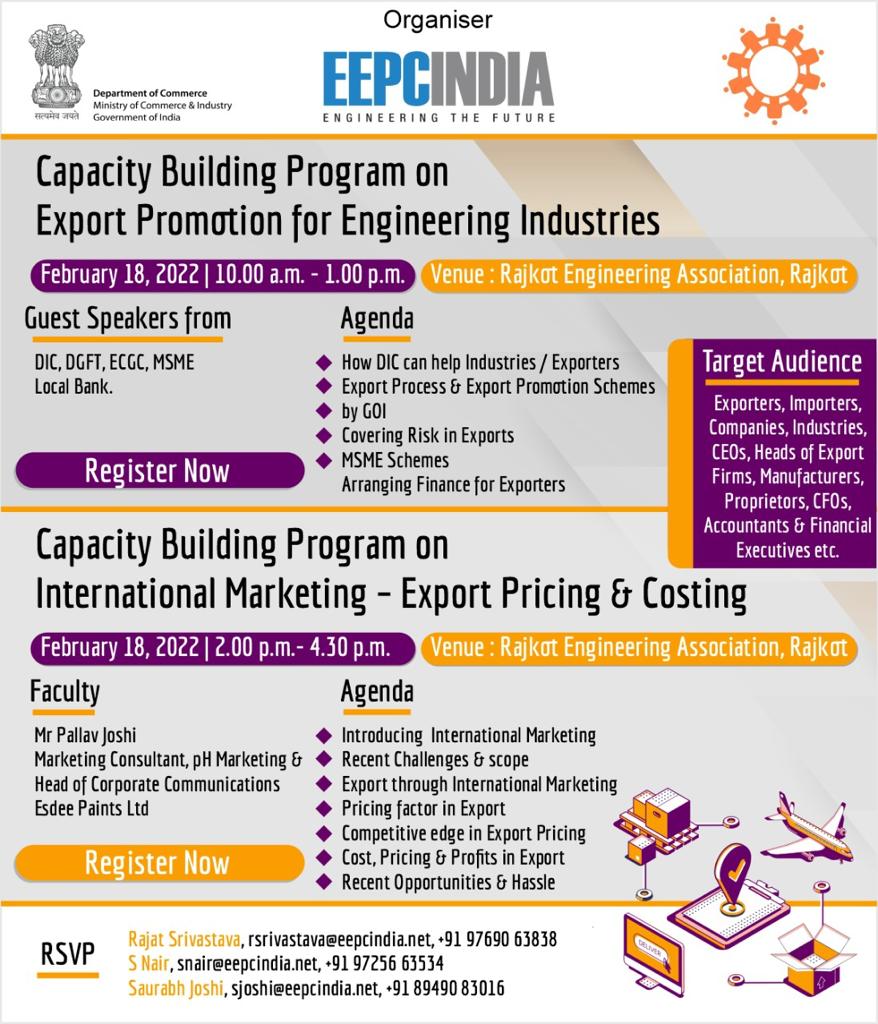 Organiser
सत्यमेव जयते
Department of Commerce
Ministry of Commerce & Industry
Government of India
EEPCINDIA
ENGINEERING THE FUTURE
Capacity Building Program on
Export Promotion for Engineering Industries
February 18, 2022 | 10.00 a.m. - 1.00 p.m.
Venue : Rajkot Engineering Association, Rajkot
Guest Speakers from
DIC, DGFT, ECGC, MSME
Local Bank.
Register Now
Agenda
How DIC can help Industries / Exporters
Export Process & Export Promotion Schemes
by GOI
Covering Risk in Exports
MSME Schemes
Arranging Finance for Exporters
Target Audience
Exporters, Importers,
Companies, Industries,
CEOs, Heads of Export
Firms, Manufacturers,
Proprietors, CFOs,
Accountants & Financial
Executives etc.
Capacity Building Program on
International Marketing - Export Pricing & Costing
February 18, 2022 | 2.00 p.m.- 4.30 p.m.
Venue : Rajkot Engineering Association, Rajkot
Faculty
Mr Pallav Joshi
Marketing Consultant, pH Marketing &
Head of Corporate Communications
Esdee Paints Ltd
Register Now
Agenda
Introducing International Marketing
Recent Challenges & scope
Export through International Marketing
Pricing factor in Export
Competitive edge in Export Pricing
Cost, Pricing & Profits in Export
Recent Opportunities & Hassle
DELIVER
RSVP
Rajat Srivastava, rsrivastava@eepcindia.net, +91 97690 63838
S Nair, snair@eepcindia.net, +91 97256 63534
Saurabh Joshi, sjoshi@eepcindia.net, +91 89490 83016